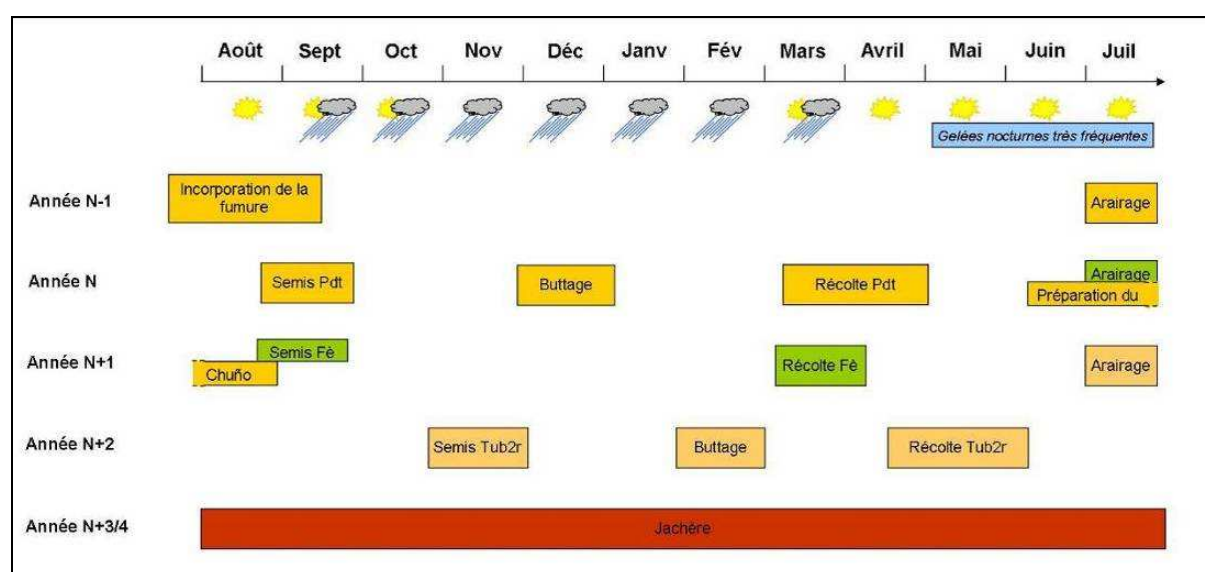 Août Sept Oct Nov Déc Janv Fév Mars Avril Mai Juin Juil
Gelées nocturnes très fréquentes
Année N-1
Incorporation de la
fumure
Arairage
Année N
Semis Pdt
Buttage
Récolte Pdt
Arairage
Préparation du
Année N+1
Semis Fè
Chuño
Récolte Fè
Arairage
Année N+2
Semis Tub2r
Buttage
Récolte Tub2r
Année N+3/4
Jachère